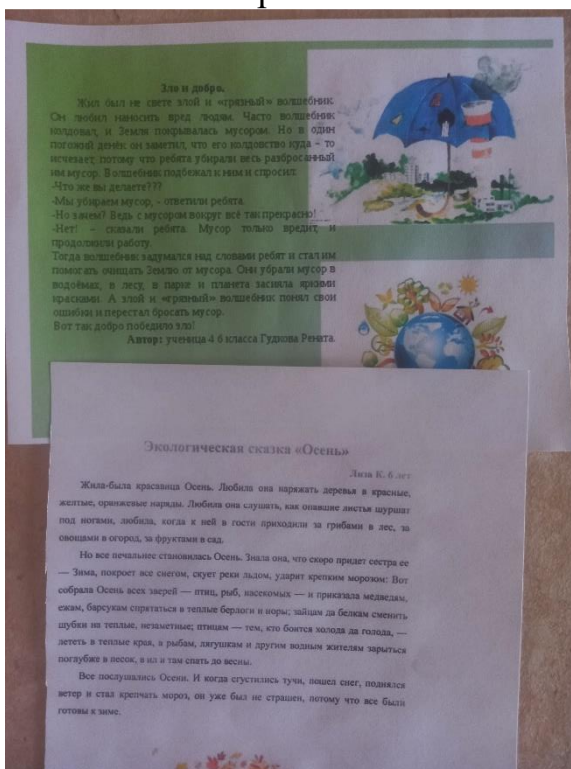 Зло и добро.
Жил был не свете злой и «грязный» волшебник.
Он любил наносить вред людям. Часто волшебник
колдовал, и Земля покрывалась мусором. Но в один
погожий денёк он заметил, что его колдовство куда – то
исчезает, потому что ребята убирали весь разбросанный
им мусор. Волшебник подбежал к ним и спросил:
-Что же вы делаете???
-Мы убираем мусор, - ответили ребята.
-Но зачем? Ведь с мусором вокруг всё так прекрасно!
-Нет! - сказали ребята. Мусор только вредит, и
продолжили работу.
Тогда волшебник задумался над словами ребят и стал им
помогать очищать Землю от мусора. Они убрали мусор в
водоёмах, в лесу, в парке и планета засияла яркими
красками. А злой и «грязный» волшебник понял свои
ошибки и перестал бросать мусор.
Вот так добро победило зло!
Автор: ученица 4 б класса Гудкова Рената.
Экологическая сказка «Осень»
Лиза К. 6 лет
Жила-была красавица Осень. Любила она наряжать деревья в красные,
желтые, оранжевые наряды. Любила она слушать, как опавшие листья шуршат
под ногами, любила, когда к ней в гости приходили за грибами в лес, за
овощами в огород, за фруктами в сад.
Но все печальнее становилась Осень. Знала она, что скоро придет сестра ее
— Зима, покроет все снегом, скует реки льдом, ударит крепким морозом: Вот
собрала Осень всех зверей — птиц, рыб, насекомых — и приказала медведям,
ежам, барсукам спрятаться в теплые берлоги и норы; зайцам да белкам сменить
шубки на теплые, незаметные; птицам — тем, кто боится холода да голода, —
лететь в теплые края, а рыбам, лягушкам и другим водным жителям зарыться
поглубже в песок, в ил и там спать до весны.
Все послушались Осени. И когда сгустились тучи, пошел снег, поднялся
ветер и стал крепчать мороз, он уже был не страшен, потому что все были
готовы к зиме.